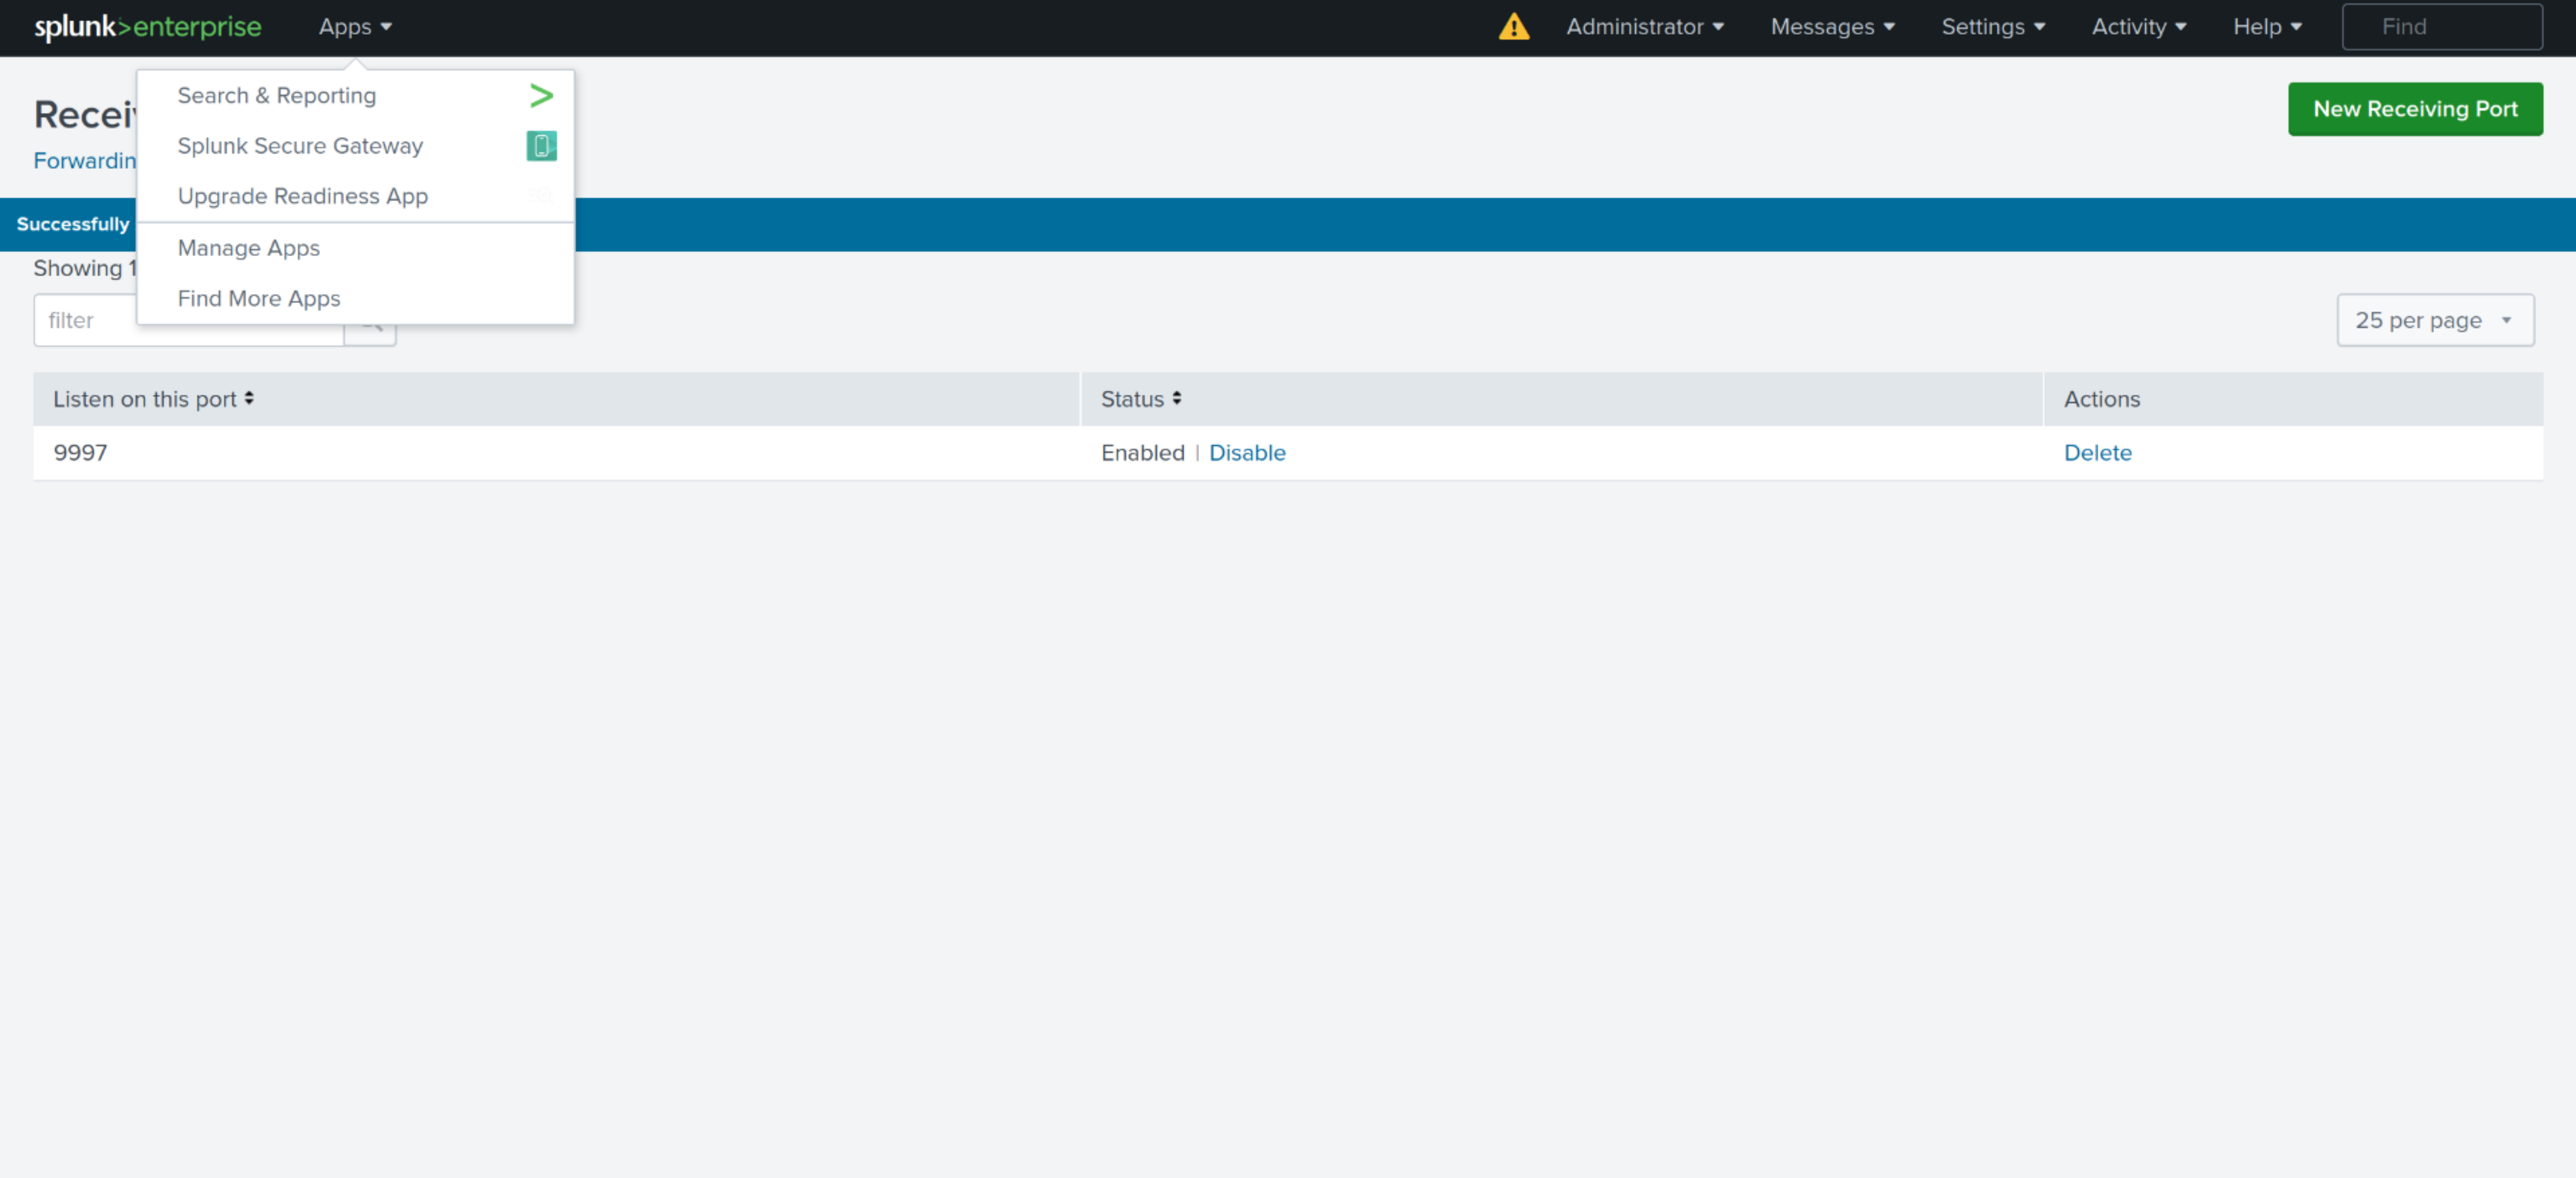 splunk>enterprise Apps Administrator Messages Settings Activity Help Find
Search & Reporting
New Receiving Port
Splunk Secure Gateway
Upgrade Readiness App
Successfully
Manage Apps
Showing 1
Find More Apps
filter
25 per page
Listen on this port Status Actions
9997 Enabled | Disable Delete